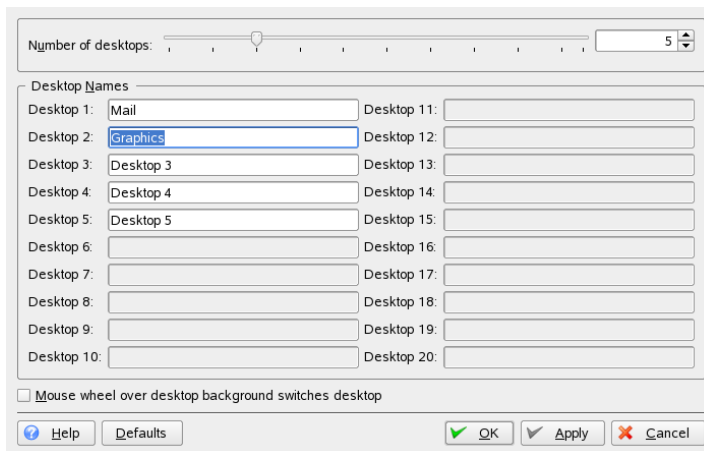 Number of desktops: 5
Desktop Names
Desktop 1: Mail
Desktop 2: Graphics
Desktop 3: Desktop 3
Desktop 4: Desktop 4
Desktop 5: Desktop 5
Desktop 6:
Desktop 7:
Desktop 8:
Desktop 9:
Desktop 10:
Desktop 11:
Desktop 12:
Desktop 13:
Desktop 14:
Desktop 15:
Desktop 16:
Desktop 17:
Desktop 18:
Desktop 19:
Desktop 20:
Mouse wheel over desktop background switches desktop
Help Defaults OK Apply Cancel